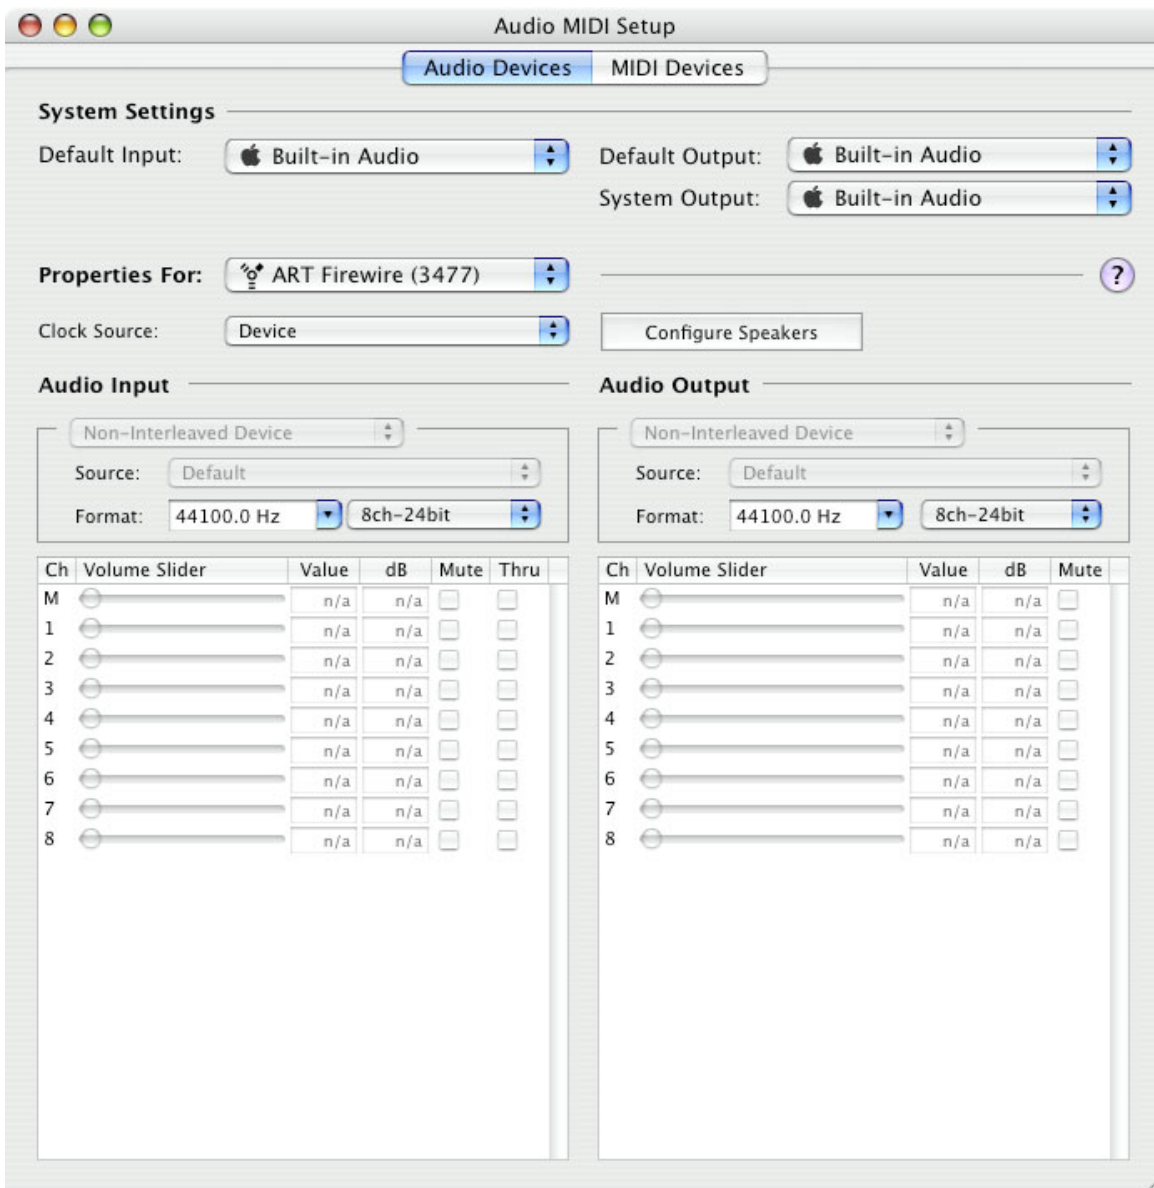 Audio MIDI Setup
Audio Devices MIDI Devices
System Settings
Default Input: Built-in Audio Default Output: Built-in Audio
System Output: Built-in Audio
Properties For: ART Firewire (3477) ?
Clock Source: Device Configure Speakers
Audio Input Audio Output
Non-Interleaved Device Non-Interleaved Device
Source: Default Source: Default
Format: 44100.0 Hz 8ch-24bit Format: 44100.0 Hz 8ch-24bit
Ch Volume Slider Value dB Mute Thru Ch Volume Slider Value dB Mute
M n/a n/a M n/a n/a
1 n/a n/a 1 n/a n/a
2 n/a n/a 2 n/a n/a
3 n/a n/a 3 n/a n/a
4 n/a n/a 4 n/a n/a
5 n/a n/a 5 n/a n/a
6 n/a n/a 6 n/a n/a
7 n/a n/a 7 n/a n/a
8 n/a n/a 8 n/a n/a